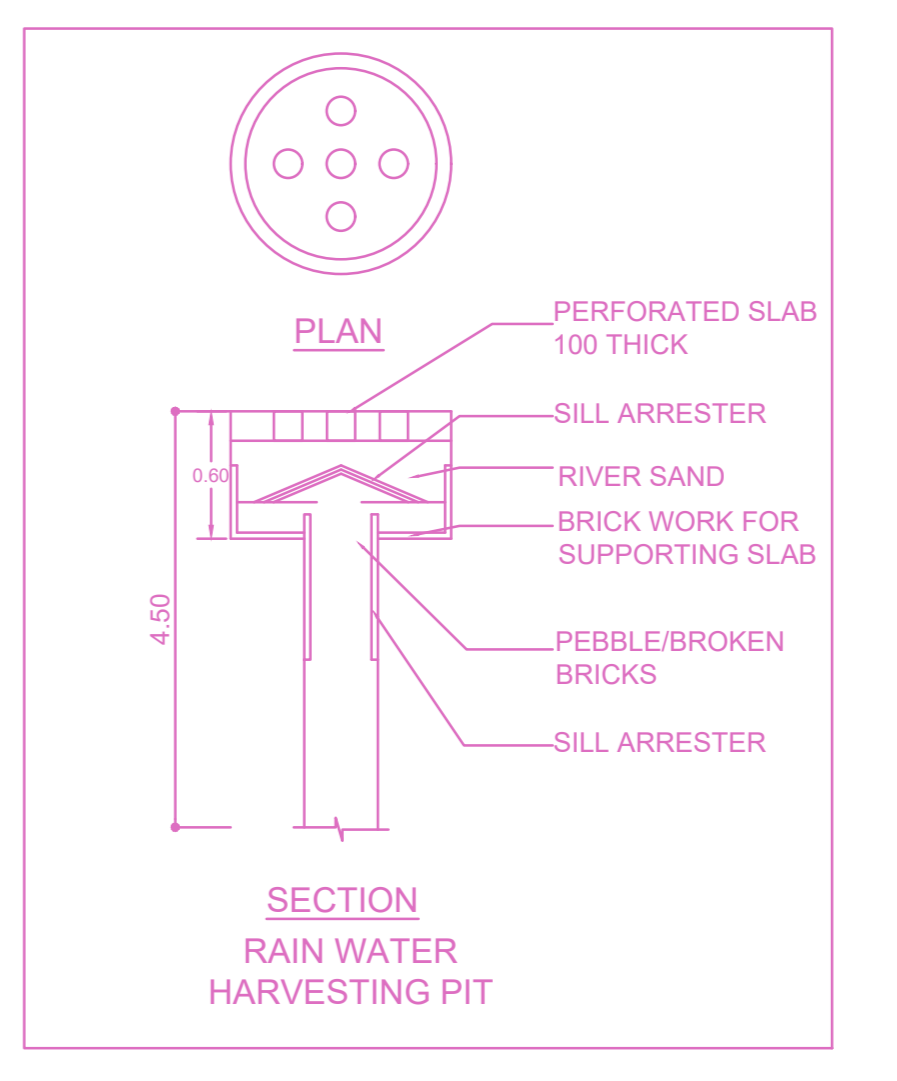 PLAN
PERFORATED SLAB
100 THICK
SILL ARRESTER
0.60
RIVER SAND
BRICK WORK FOR
SUPPORTING SLAB
4.50
PEBBLE/BROKEN
BRICKS
SILL ARRESTER
SECTION
RAIN WATER
HARVESTING PIT